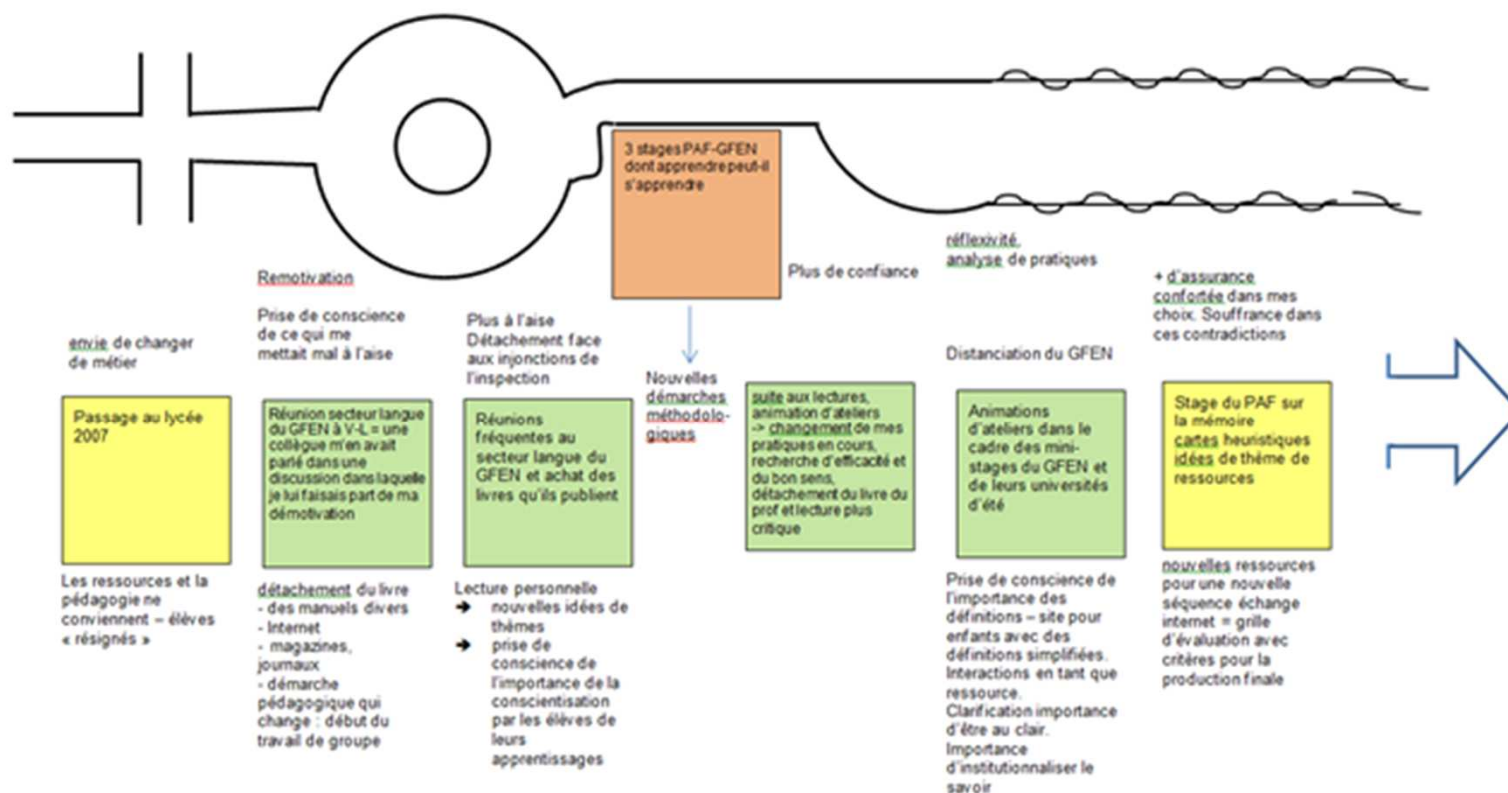 3 stages PAF-GFEN
dont apprendre peut-il
s'apprendre
Plus de confiance
réflexivité,
analyse de pratiques
+ d'assurance
confortée dans mes
choix. Souffrance dans
ces contradictions
Remotivation
Prise de conscience
de ce qui me
mettait mal à l'aise
Plus à l'aise
Détachement face
aux injonctions de
l'inspection
envie de changer
de métier
Distanciation du GFEN
Nouvelles
démarches
méthodolo-
giques
Passage au lycée
2007
Réunion secteur langue
du GFEN à V-L = une
collègue m'en avait
parlé dans une
discussion dans laquelle
je lui faisais part de ma
démotivation
Réunions
fréquentes au
secteur langue du
GFEN et achat des
livres qu'ils publient
suite aux lectures,
animation d'ateliers
-> changement de mes
pratiques en cours,
recherche d'efficacité et
du bon sens,
détachement du livre du
prof et lecture plus
critique
Animations
d'ateliers dans le
cadre des mini-
stages du GFEN et
de leurs universités
d'été
Stage du PAF sur
la mémoire
cartes heuristiques
idées de thème de
ressources
Les ressources et la
pédagogie ne
conviennent – élèves
« résignés »
détachement du livre
- des manuels divers
- Internet
- magazines,
journaux
- démarche
pédagogique qui
change : début du
travail de groupe
Lecture personnelle
➔ nouvelles idées de
thèmes
➔ prise de
conscience de
l'importance de la
conscientisation
par les élèves de
leurs
apprentissages
Prise de conscience de
l'importance des
définitions – site pour
enfants avec des
définitions simplifiées.
Interactions en tant que
ressource.
Clarification importance
d'être au clair.
Importance
d'institutionnaliser le
savoir
nouvelles ressources
pour une nouvelle
séquence échange
internet = grille
d'évaluation avec
critères pour la
production finale